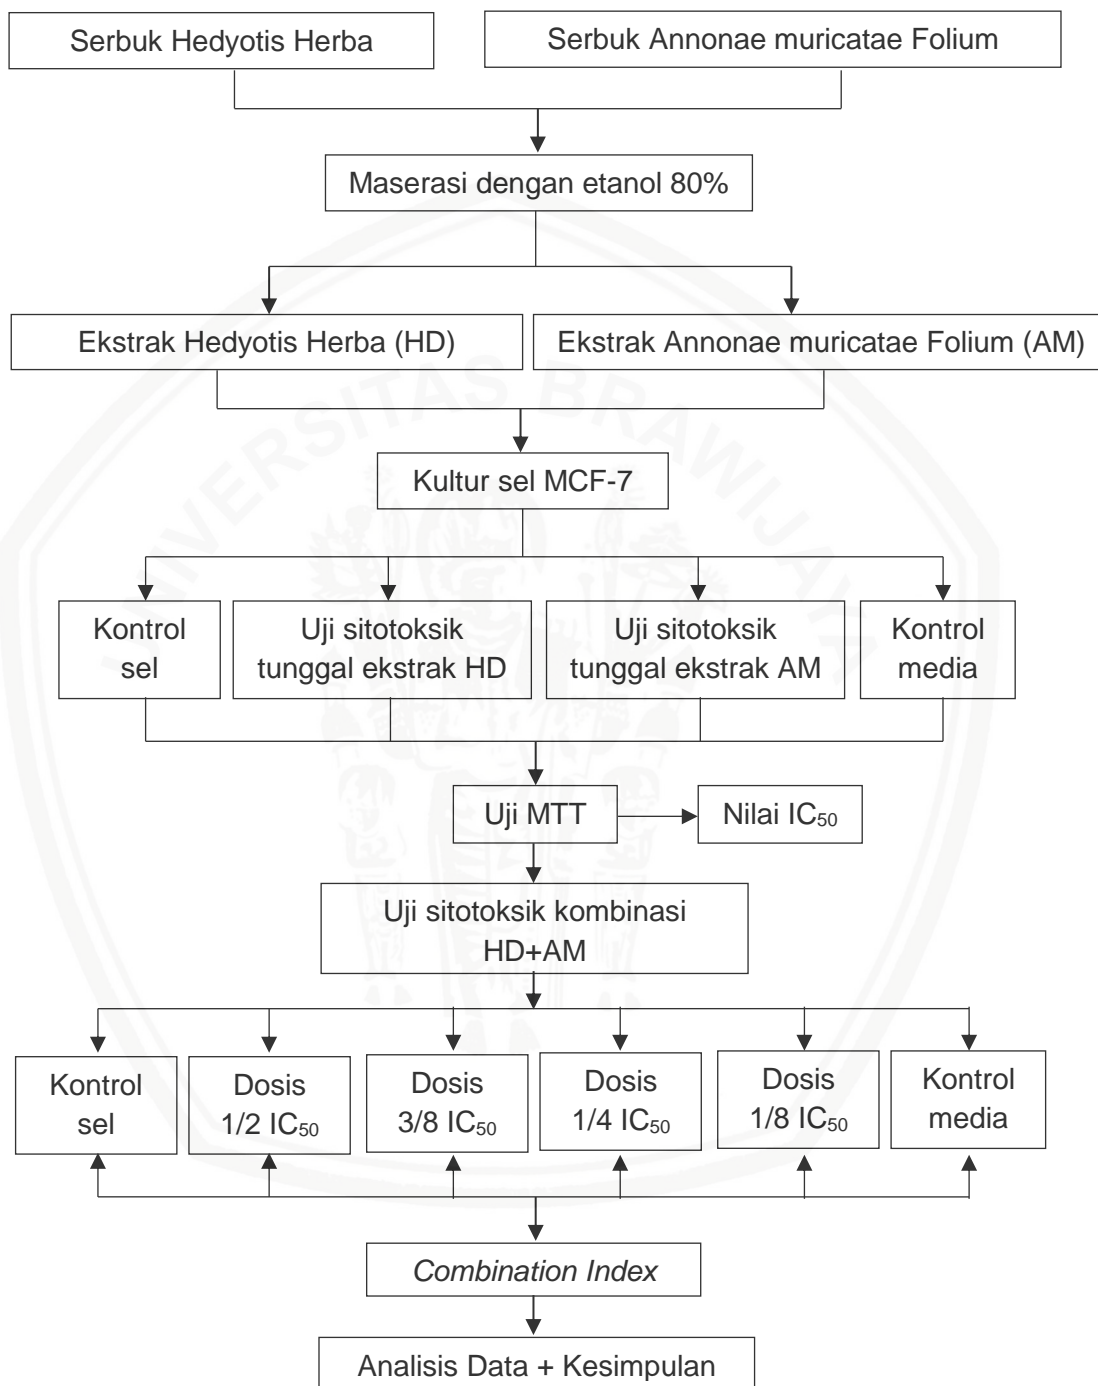 Serbuk Hedyotis Herba
Serbuk Annonae muricatae Folium
Maserasi dengan etanol 80%
Ekstrak Hedyotis Herba (HD)
Ekstrak Annonae muricatae Folium (AM)
UNIVERSITAS BRAWIJAYA
Kultur sel MCF-7
Kontrol
sel
Uji sitotoksik
tunggal ekstrak HD
Uji sitotoksik
tunggal ekstrak AM
Kontrol
media
Uji MTT
Nilai IC₅₀
Uji sitotoksik kombinasi
HD+AM
Kontrol
sel
Dosis
1/2 IC₅₀
Dosis
3/8 IC₅₀
Dosis
1/4 IC₅₀
Dosis
1/8 IC₅₀
Kontrol
media
Combination Index
Analisis Data + Kesimpulan